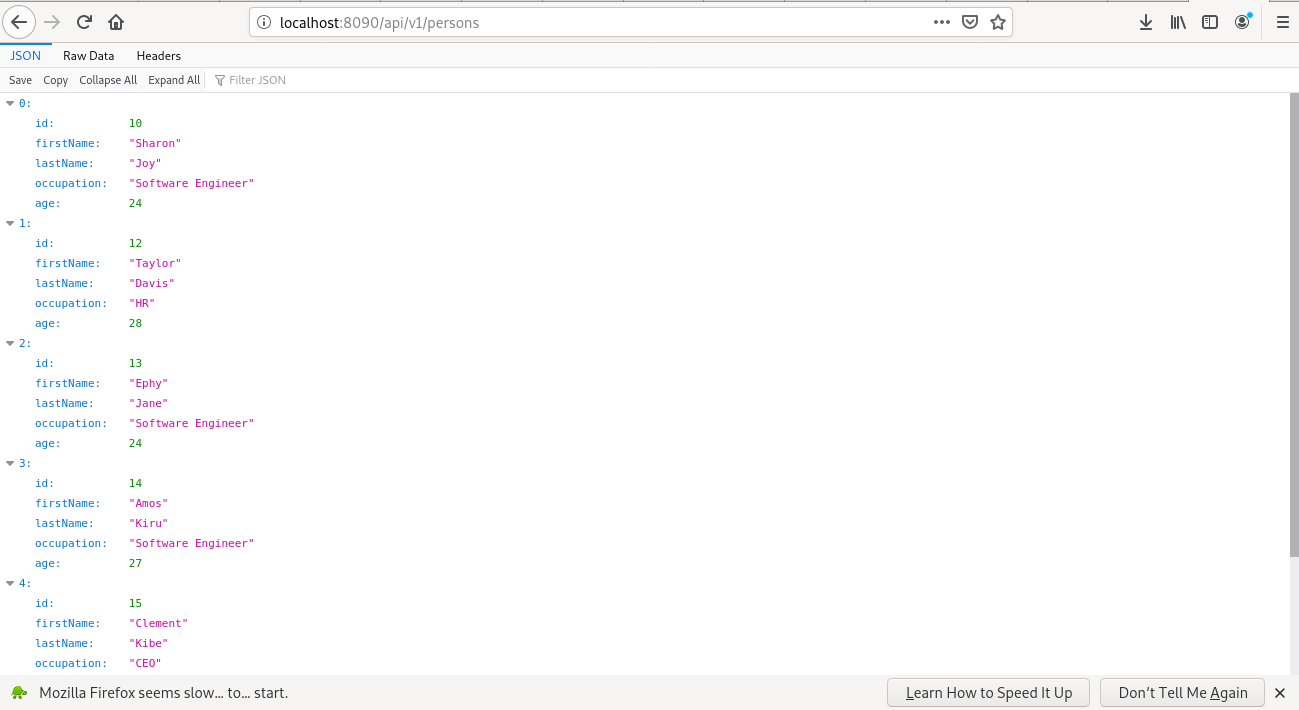 localhost:8090/api/v1/persons
JSON Raw Data Headers
Save Copy Collapse All Expand All Filter JSON
0:
id: 10
firstName: "Sharon"
lastName: "Joy"
occupation: "Software Engineer"
age: 24
1:
id: 12
firstName: "Taylor"
lastName: "Davis"
occupation: "HR"
age: 28
2:
id: 13
firstName: "Ephy"
lastName: "Jane"
occupation: "Software Engineer"
age: 24
3:
id: 14
firstName: "Amos"
lastName: "Kiru"
occupation: "Software Engineer"
age: 27
4:
id: 15
firstName: "Clement"
lastName: "Kibe"
occupation: "CEO"
Mozilla Firefox seems slow... to... start. Learn How to Speed It Up Don't Tell Me Again